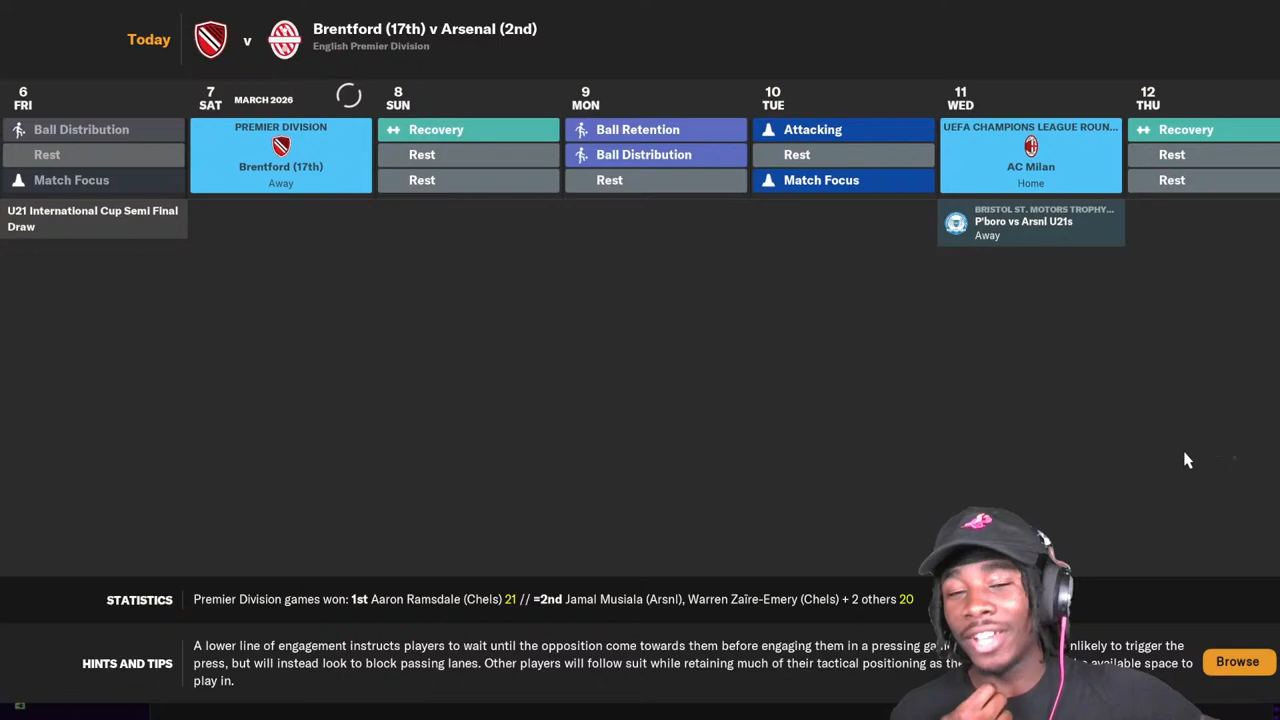 Today
v
Brentford (17th) v Arsenal (2nd)
English Premier Division
6
FRI
7
SAT
MARCH 2026
8
SUN
9
MON
10
TUE
11
WED
12
THU
Ball Distribution
Rest
Match Focus
PREMIER DIVISION
Brentford (17th)
Away
Recovery
Rest
Rest
Ball Retention
Ball Distribution
Rest
Attacking
Rest
Match Focus
UEFA CHAMPIONS LEAGUE ROUN...
AC Milan
Home
Recovery
Rest
Rest
U21 International Cup Semi Final
Draw
BRISTOL ST. MOTORS TROPHY...
P'boro vs Arsnl U21s
Away
STATISTICS
Premier Division games won: 1st Aaron Ramsdale (Chels) 21 // =2nd Jamal Musiala (Arsnl), Warren Zaïre-Emery (Chels) + 2 others 20
HINTS AND TIPS
A lower line of engagement instructs players to wait until the opposition come towards them before engaging them in a pressing unlikely to trigger the
press, but will instead look to block passing lanes. Other players will follow suit while retaining much of their tactical positioning as available space to
play in.
Browse